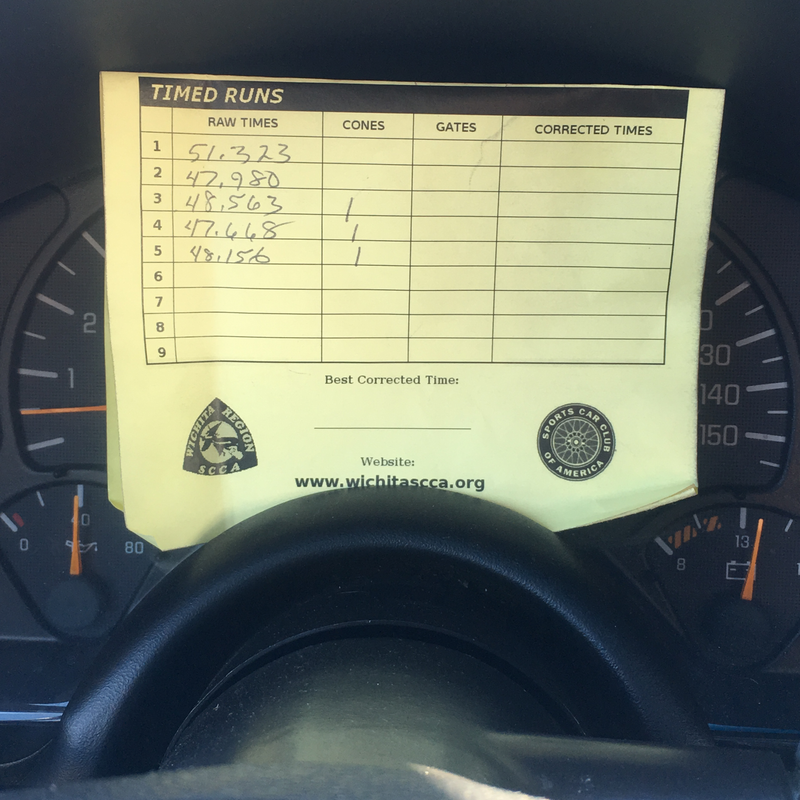 TIMED RUNS
RAW TIMES CONES GATES CORRECTED TIMES
1 51.323
2 47.980
3 48.563 1
4 47.668 1
5 48.156 1
6
7
8
9
Best Corrected Time:
WICHITA REGION
SCCA
SPORTS CAR CLUB
OF AMERICA
Website:
www.wichitascca.org
2
1
30
140
150
0 40 80
8 13